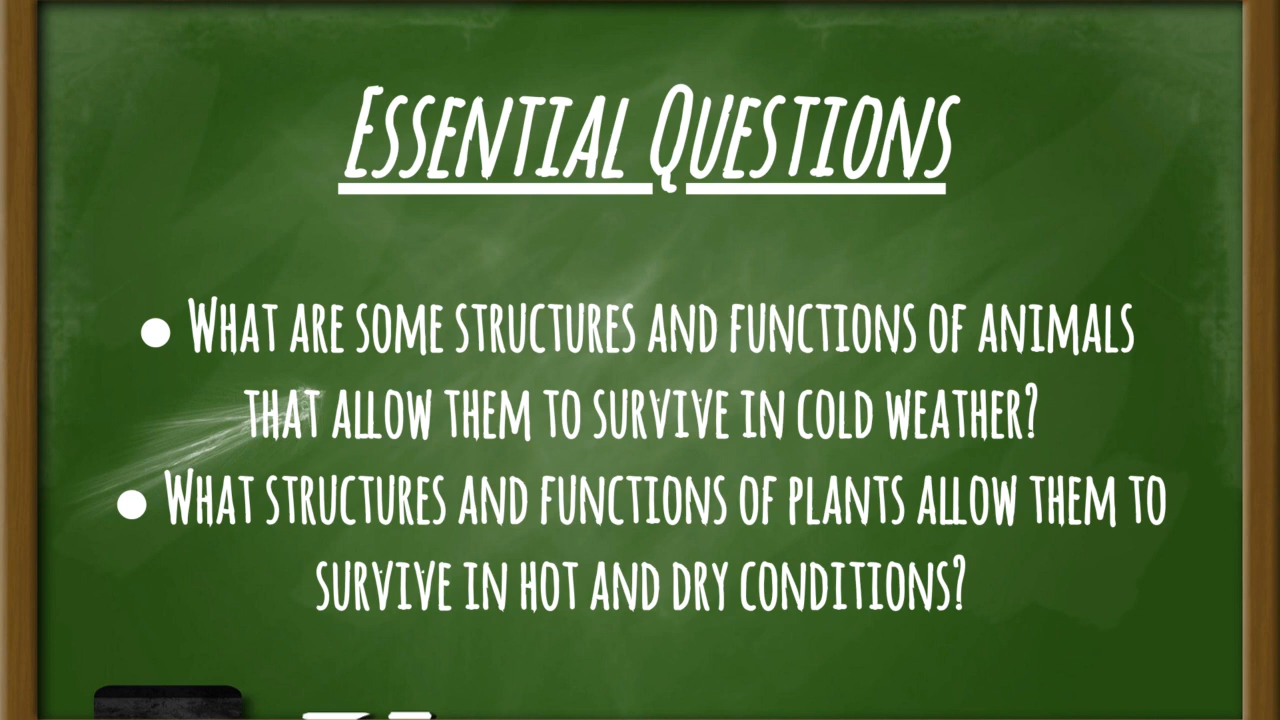 Essential Questions
● What are some structures and functions of animals
that allow them to survive in cold weather?
● What structures and functions of plants allow them to
survive in hot and dry conditions?